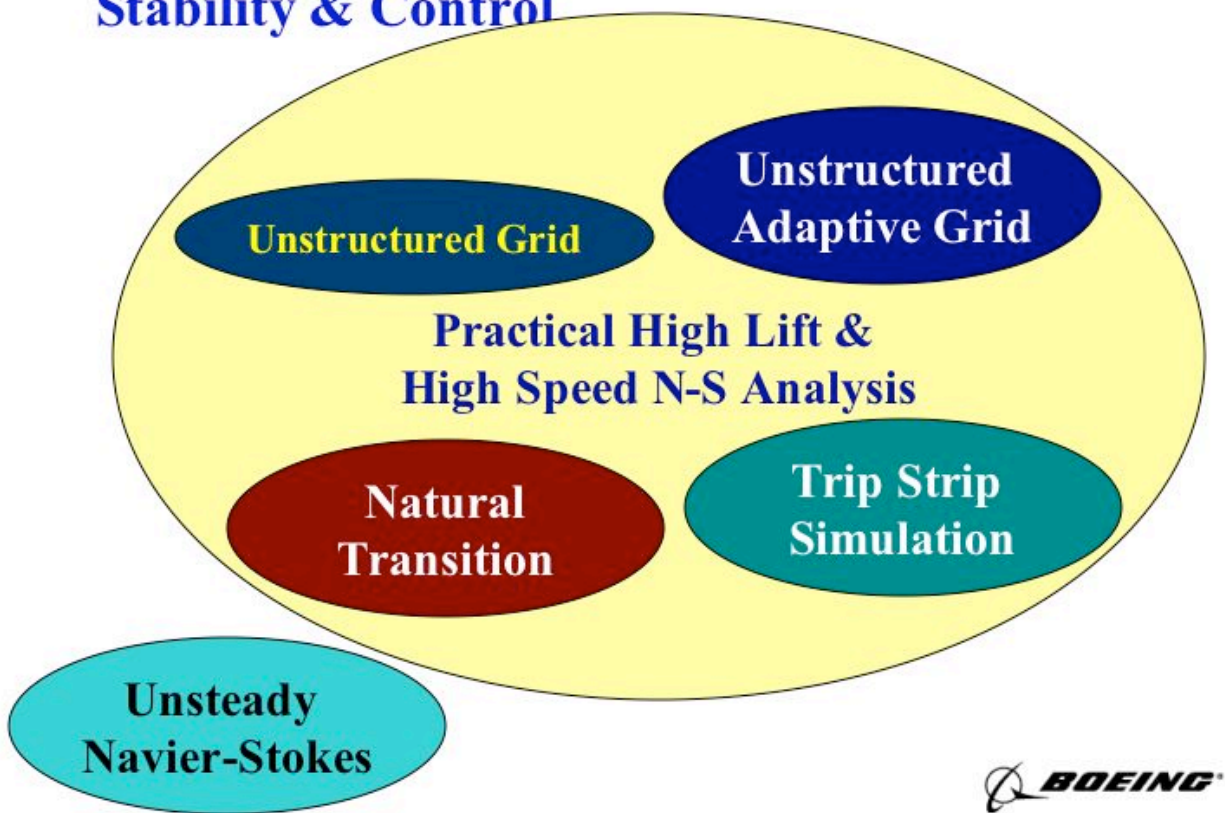 Stability & Control
Unstructured
Adaptive Grid
Unstructured Grid
Practical High Lift &
High Speed N-S Analysis
Natural
Transition
Trip Strip
Simulation
Unsteady
Navier-Stokes
BOEING